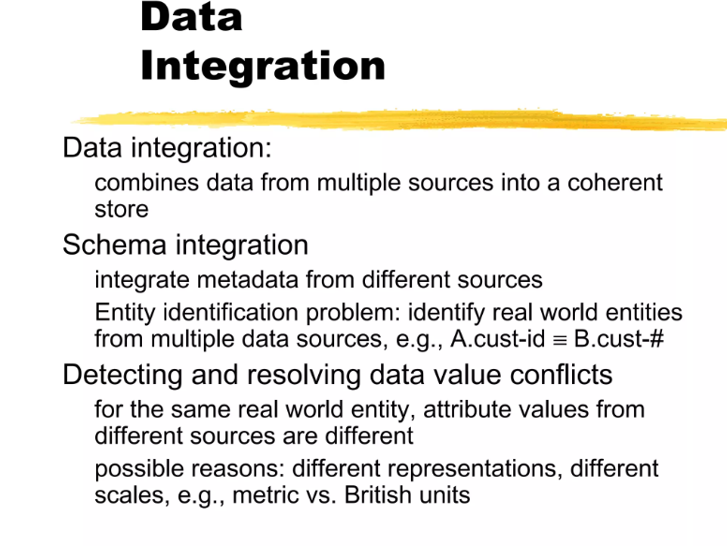 Data
Integration
Data integration:
combines data from multiple sources into a coherent
store
Schema integration
integrate metadata from different sources
Entity identification problem: identify real world entities
from multiple data sources, e.g., A.cust-id ≡ B.cust-#
Detecting and resolving data value conflicts
for the same real world entity, attribute values from
different sources are different
possible reasons: different representations, different
scales, e.g., metric vs. British units